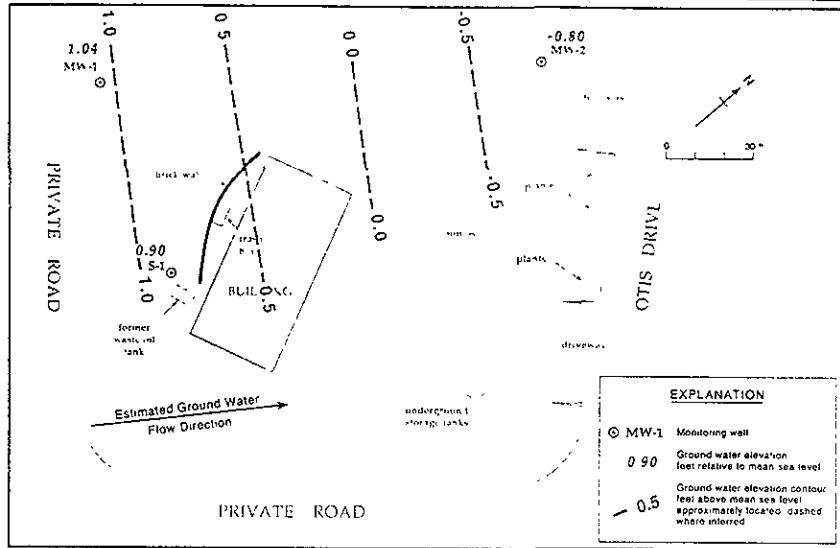 1.04
MW-1
1.0
0.5
0.0
-0.5
-0.80
MW-2
N
0
PRIVATE ROAD
0.90
S-1
1.0
0.5
0.0
-0.5
BUILDING
OTIS
former
waste oil
tank
driveway
underground
storage tanks
Estimated Ground Water
Flow Direction
PRIVATE ROAD
EXPLANATION
MW-1 Monitoring well
0 90 Ground water elevation
feet relative to mean sea level
0.5 Ground water elevation contour
feet above mean sea level
approximately located dashed
where inferred